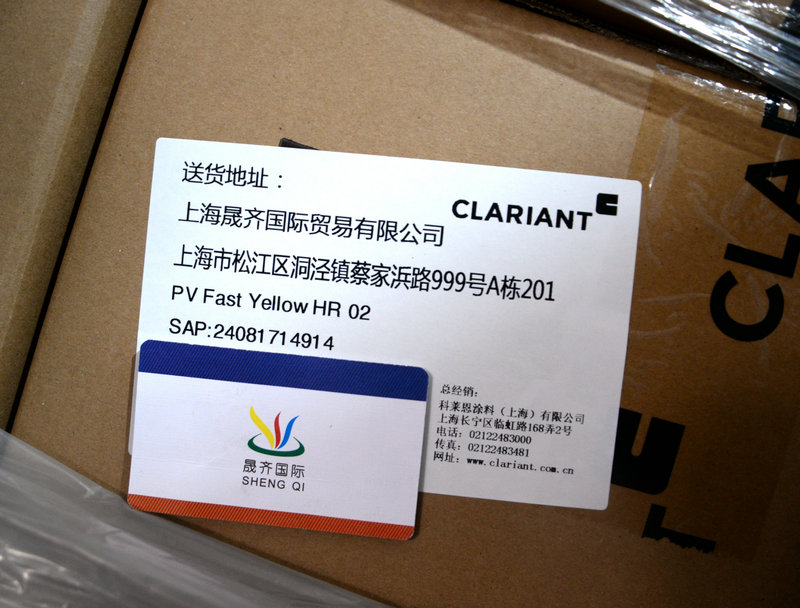 送货地址：
CLARIANT
上海晟齐国际贸易有限公司
上海市松江区洞泾镇蔡家浜路999号A栋201
PV Fast Yellow HR 02
SAP:24081714914
总经销：
科莱恩涂料（上海）有限公司
上海长宁区临虹路168弄2号
电话：02122483000
传真：02122483481
网址：www.clariant.com.cn
晟齐国际
SHENG QI
CLA